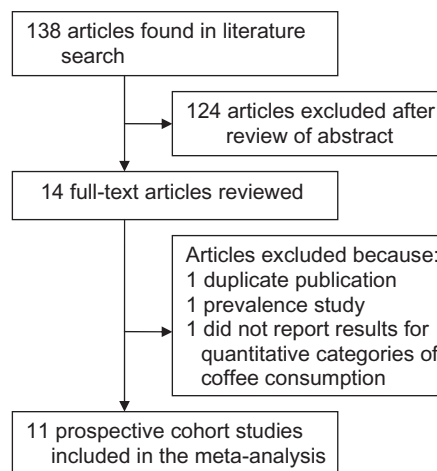 138 articles found in literature
search
124 articles excluded after
review of abstract
14 full-text articles reviewed
Articles excluded because:
1 duplicate publication
1 prevalence study
1 did not report results for
quantitative categories of
coffee consumption
11 prospective cohort studies
included in the meta-analysis